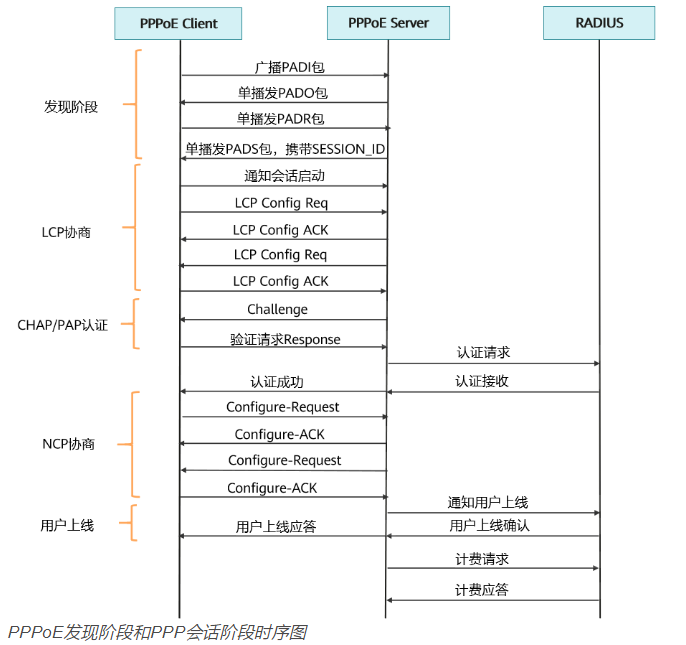 PPPoE Client
PPPoE Server
RADIUS
发现阶段
广播PADI包
单播发PADO包
单播发PADR包
单播发PADS包，携带SESSION_ID
LCP协商
通知会话启动
LCP Config Req
LCP Config ACK
LCP Config Req
LCP Config ACK
CHAP/PAP认证
Challenge
验证请求Response
认证请求
认证成功
认证接收
NCP协商
Configure-Request
Configure-ACK
Configure-Request
Configure-ACK
通知用户上线
用户上线
用户上线应答
用户上线确认
计费请求
计费应答
PPPoE发现阶段和PPP会话阶段时序图